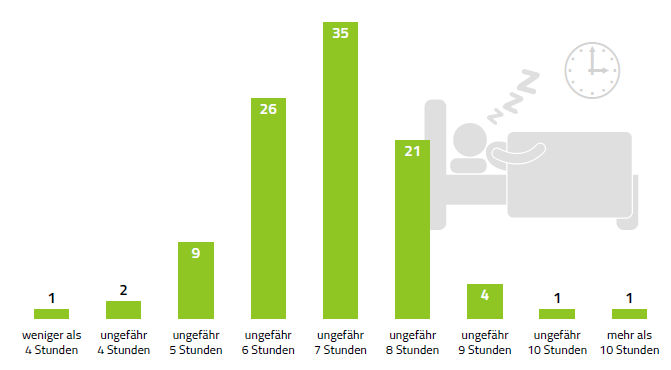 35
26
21
9
4
1
2
1
1
weniger als
4 Stunden
ungefähr
4 Stunden
ungefähr
5 Stunden
ungefähr
6 Stunden
ungefähr
7 Stunden
ungefähr
8 Stunden
ungefähr
9 Stunden
ungefähr
10 Stunden
mehr als
10 Stunden